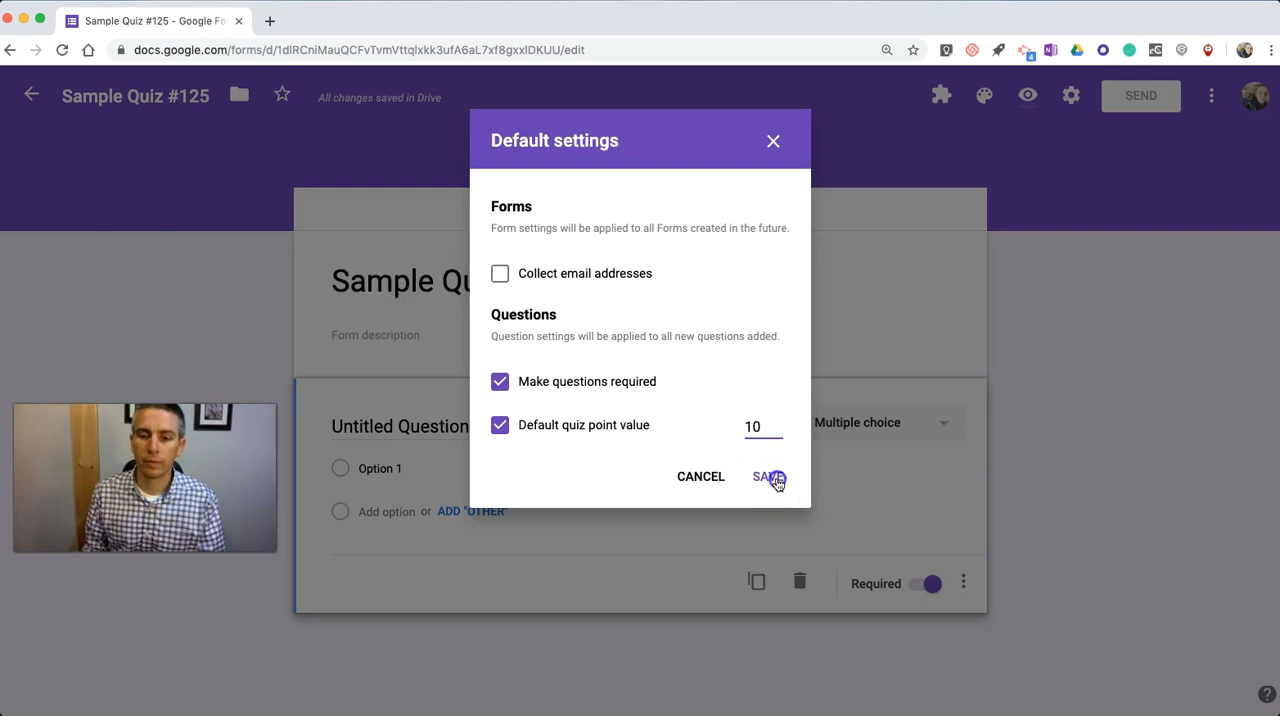 Sample Quiz #125 - Google Fo
docs.google.com/forms/d/1dlRCniMauQCFvTvmVttqlxkk3ufA6aL7xf8gxxlDKUU/edit
4
Sample Quiz #125
All changes saved in Drive
SEND
Default settings
Forms
Form settings will be applied to all Forms created in the future.
Collect email addresses
Sample Qu
Questions
Form description
Question settings will be applied to all new questions added.
Make questions required
Untitled Question
Default quiz point value 10
Multiple choice
Option 1
CANCEL SAVE
Add option or ADD "OTHER"
Required